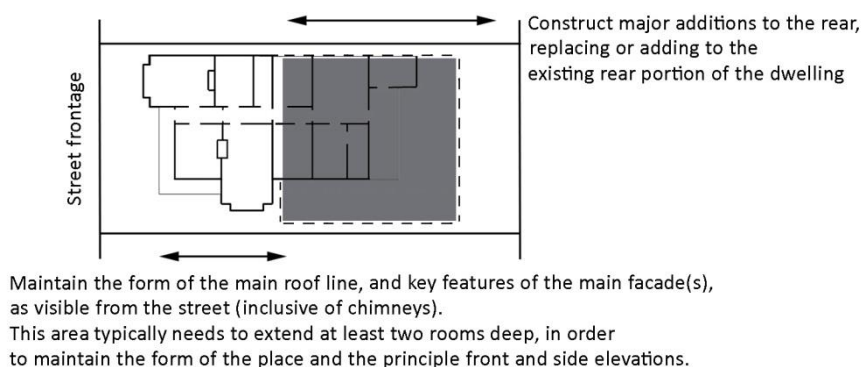 Construct major additions to the rear,
replacing or adding to the
existing rear portion of the dwelling
Street frontage
Maintain the form of the main roof line, and key features of the main facade(s),
as visible from the street (inclusive of chimneys).
This area typically needs to extend at least two rooms deep, in order
to maintain the form of the place and the principle front and side elevations.